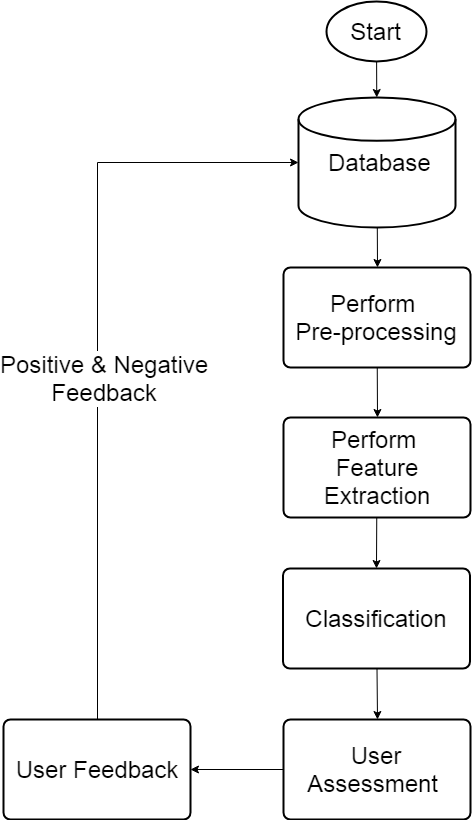 Start
Database
Perform
Pre-processing
Perform
Feature
Extraction
Classification
User
Assessment
User Feedback
Positive & Negative
Feedback